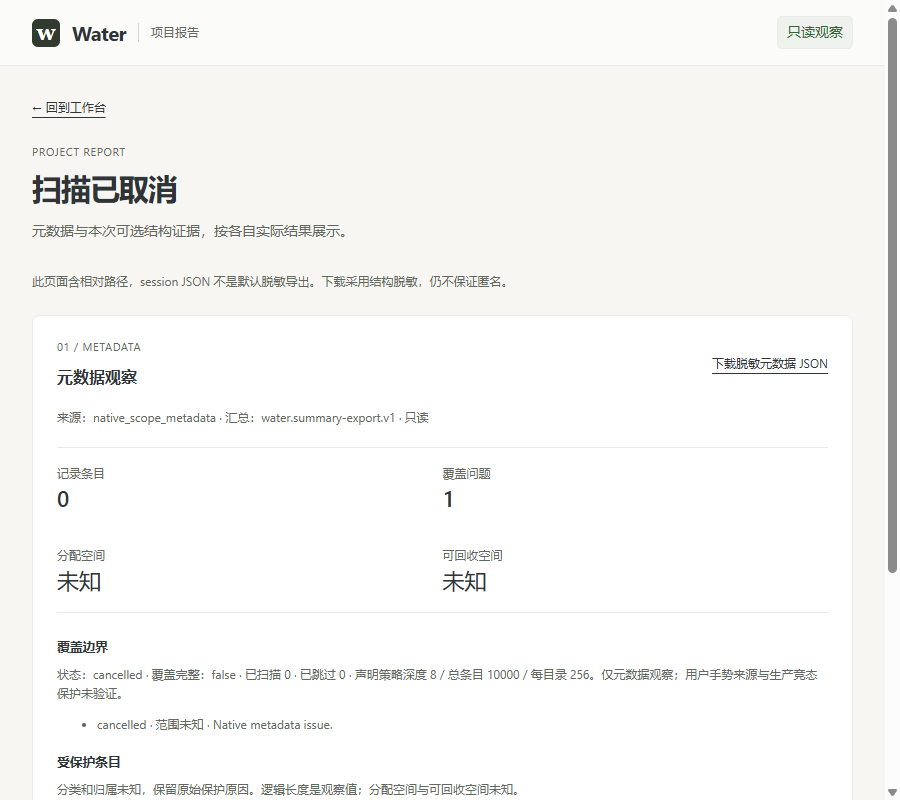 W Water 项目报告 只读观察
← 回到工作台
PROJECT REPORT
扫描已取消
元数据与本次可选结构证据，按各自实际结果展示。
此页面含相对路径，session JSON 不是默认脱敏导出。下载采用结构脱敏，仍不保证匿名。
01 / METADATA
下载脱敏元数据 JSON
元数据观察
来源：native_scope_metadata · 汇总：water.summary-export.v1 · 只读
记录条目 覆盖问题
0 1
分配空间 可回收空间
未知 未知
覆盖边界
状态：cancelled · 覆盖完整：false · 已扫描 0 · 已跳过 0 · 声明策略深度 8 / 总条目 10000 / 每目录 256。仅元数据观察；用户手势来源与生产竞态
保护未验证。
• cancelled · 范围未知 · Native metadata issue.
受保护条目
分类和归属未知，保留原始保护原因。逻辑长度是观察值；分配空间与可回收空间未知。